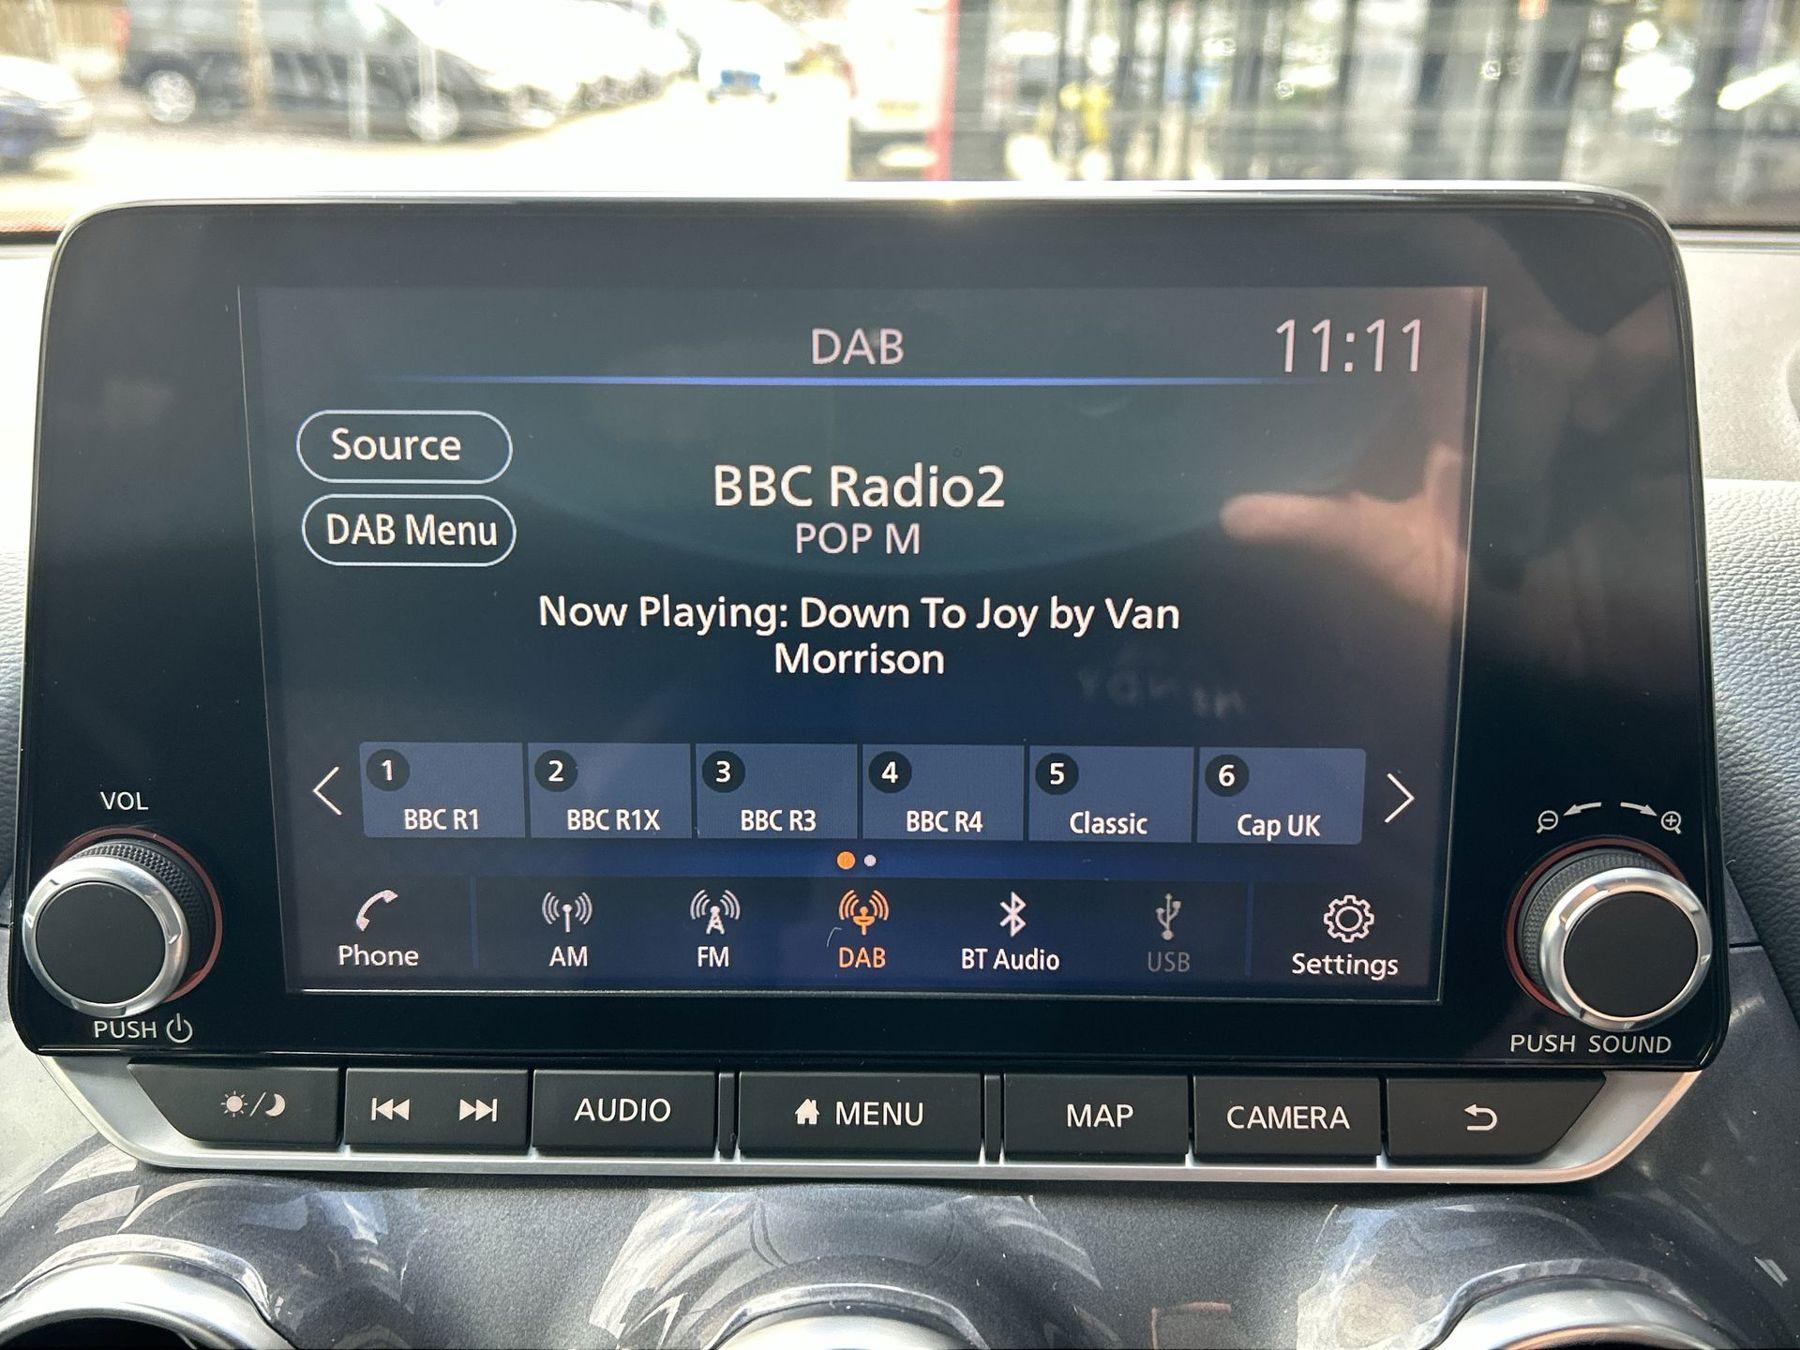 DAB
11:11
Source
DAB Menu
BBC Radio2
POP M
Now Playing: Down To Joy by Van
Morrison
1
BBC R1
2
BBC R1X
3
BBC R3
4
BBC R4
5
Classic
6
Cap UK
Phone
AM
FM
DAB
BT Audio
USB
Settings
VOL
PUSH
PUSH SOUND
AUDIO
MENU
MAP
CAMERA